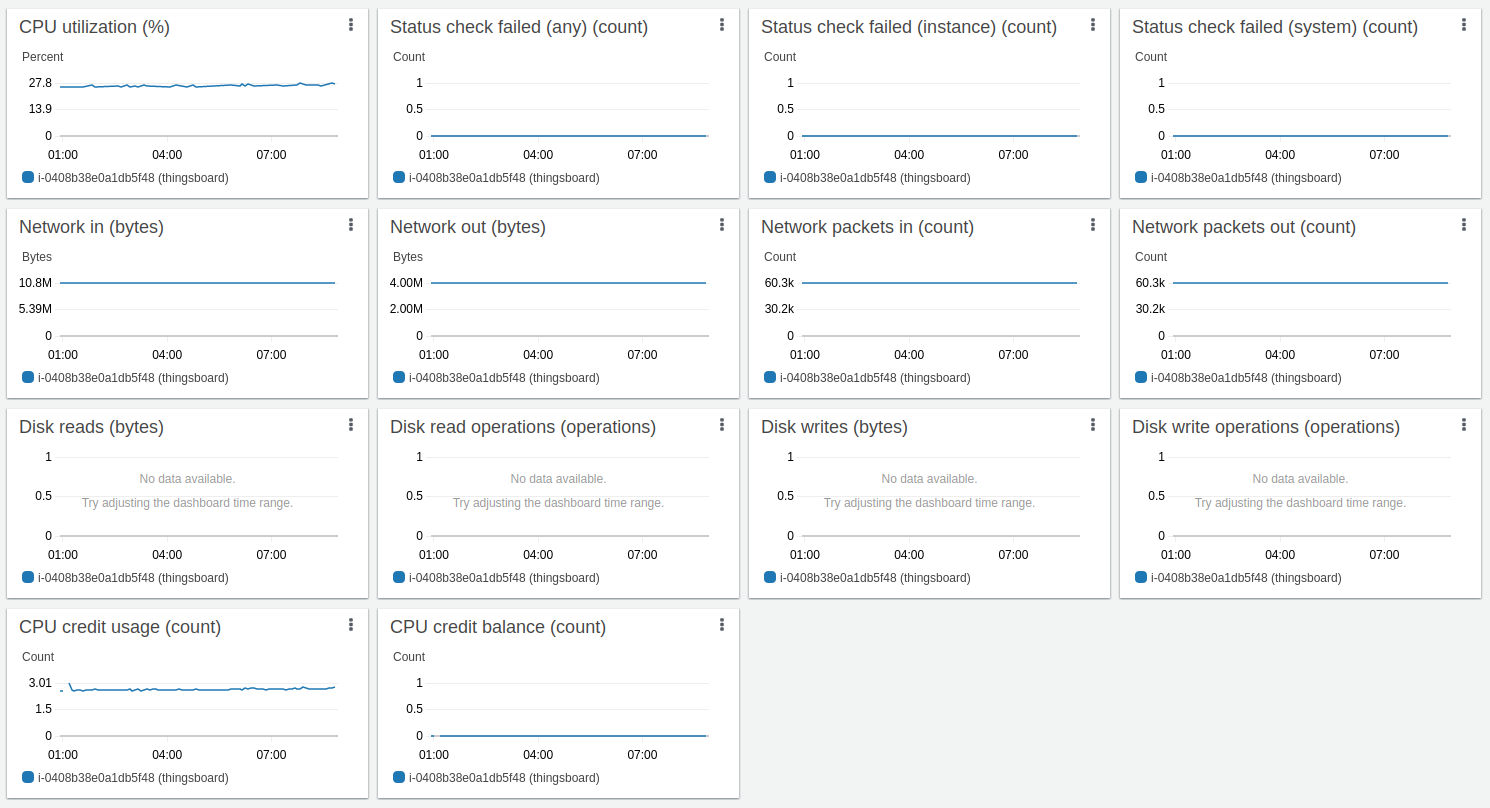 CPU utilization (%)
Percent
27.8
13.9
0
01:00 04:00 07:00
i-0408b38e0a1db5f48 (thingsboard)
Status check failed (any) (count)
Count
1
0.5
0
01:00 04:00 07:00
i-0408b38e0a1db5f48 (thingsboard)
Status check failed (instance) (count)
Count
1
0.5
0
01:00 04:00 07:00
i-0408b38e0a1db5f48 (thingsboard)
Status check failed (system) (count)
Count
1
0.5
0
01:00 04:00 07:00
i-0408b38e0a1db5f48 (thingsboard)
Network in (bytes)
Bytes
10.8M
5.39M
0
01:00 04:00 07:00
i-0408b38e0a1db5f48 (thingsboard)
Network out (bytes)
Bytes
4.00M
2.00M
0
01:00 04:00 07:00
i-0408b38e0a1db5f48 (thingsboard)
Network packets in (count)
Count
60.3k
30.2k
0
01:00 04:00 07:00
i-0408b38e0a1db5f48 (thingsboard)
Network packets out (count)
Count
60.3k
30.2k
0
01:00 04:00 07:00
i-0408b38e0a1db5f48 (thingsboard)
Disk reads (bytes)
1
No data available.
0.5
Try adjusting the dashboard time range.
0
01:00 04:00 07:00
i-0408b38e0a1db5f48 (thingsboard)
Disk read operations (operations)
1
No data available.
0.5
Try adjusting the dashboard time range.
0
01:00 04:00 07:00
i-0408b38e0a1db5f48 (thingsboard)
Disk writes (bytes)
1
No data available.
0.5
Try adjusting the dashboard time range.
0
01:00 04:00 07:00
i-0408b38e0a1db5f48 (thingsboard)
Disk write operations (operations)
1
No data available.
0.5
Try adjusting the dashboard time range.
0
01:00 04:00 07:00
i-0408b38e0a1db5f48 (thingsboard)
CPU credit usage (count)
Count
3.01
1.5
0
01:00 04:00 07:00
i-0408b38e0a1db5f48 (thingsboard)
CPU credit balance (count)
Count
1
0.5
0
01:00 04:00 07:00
i-0408b38e0a1db5f48 (thingsboard)